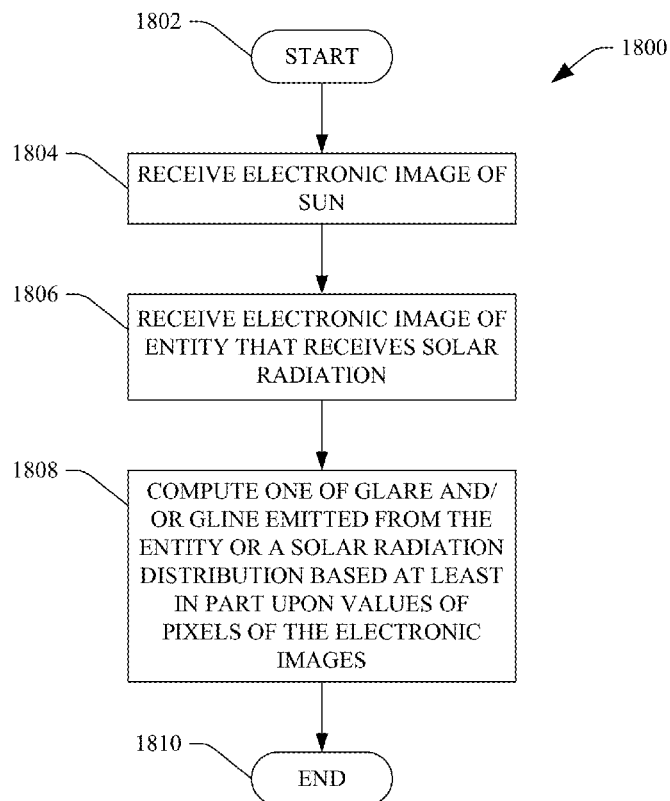 1802
START
1800
1804
RECEIVE ELECTRONIC IMAGE OF
SUN
1806
RECEIVE ELECTRONIC IMAGE OF
ENTITY THAT RECEIVES SOLAR
RADIATION
1808
COMPUTE ONE OF GLARE AND/
OR GLINE EMITTED FROM THE
ENTITY OR A SOLAR RADIATION
DISTRIBUTION BASED AT LEAST
IN PART UPON VALUES OF
PIXELS OF THE ELECTRONIC
IMAGES
1810
END